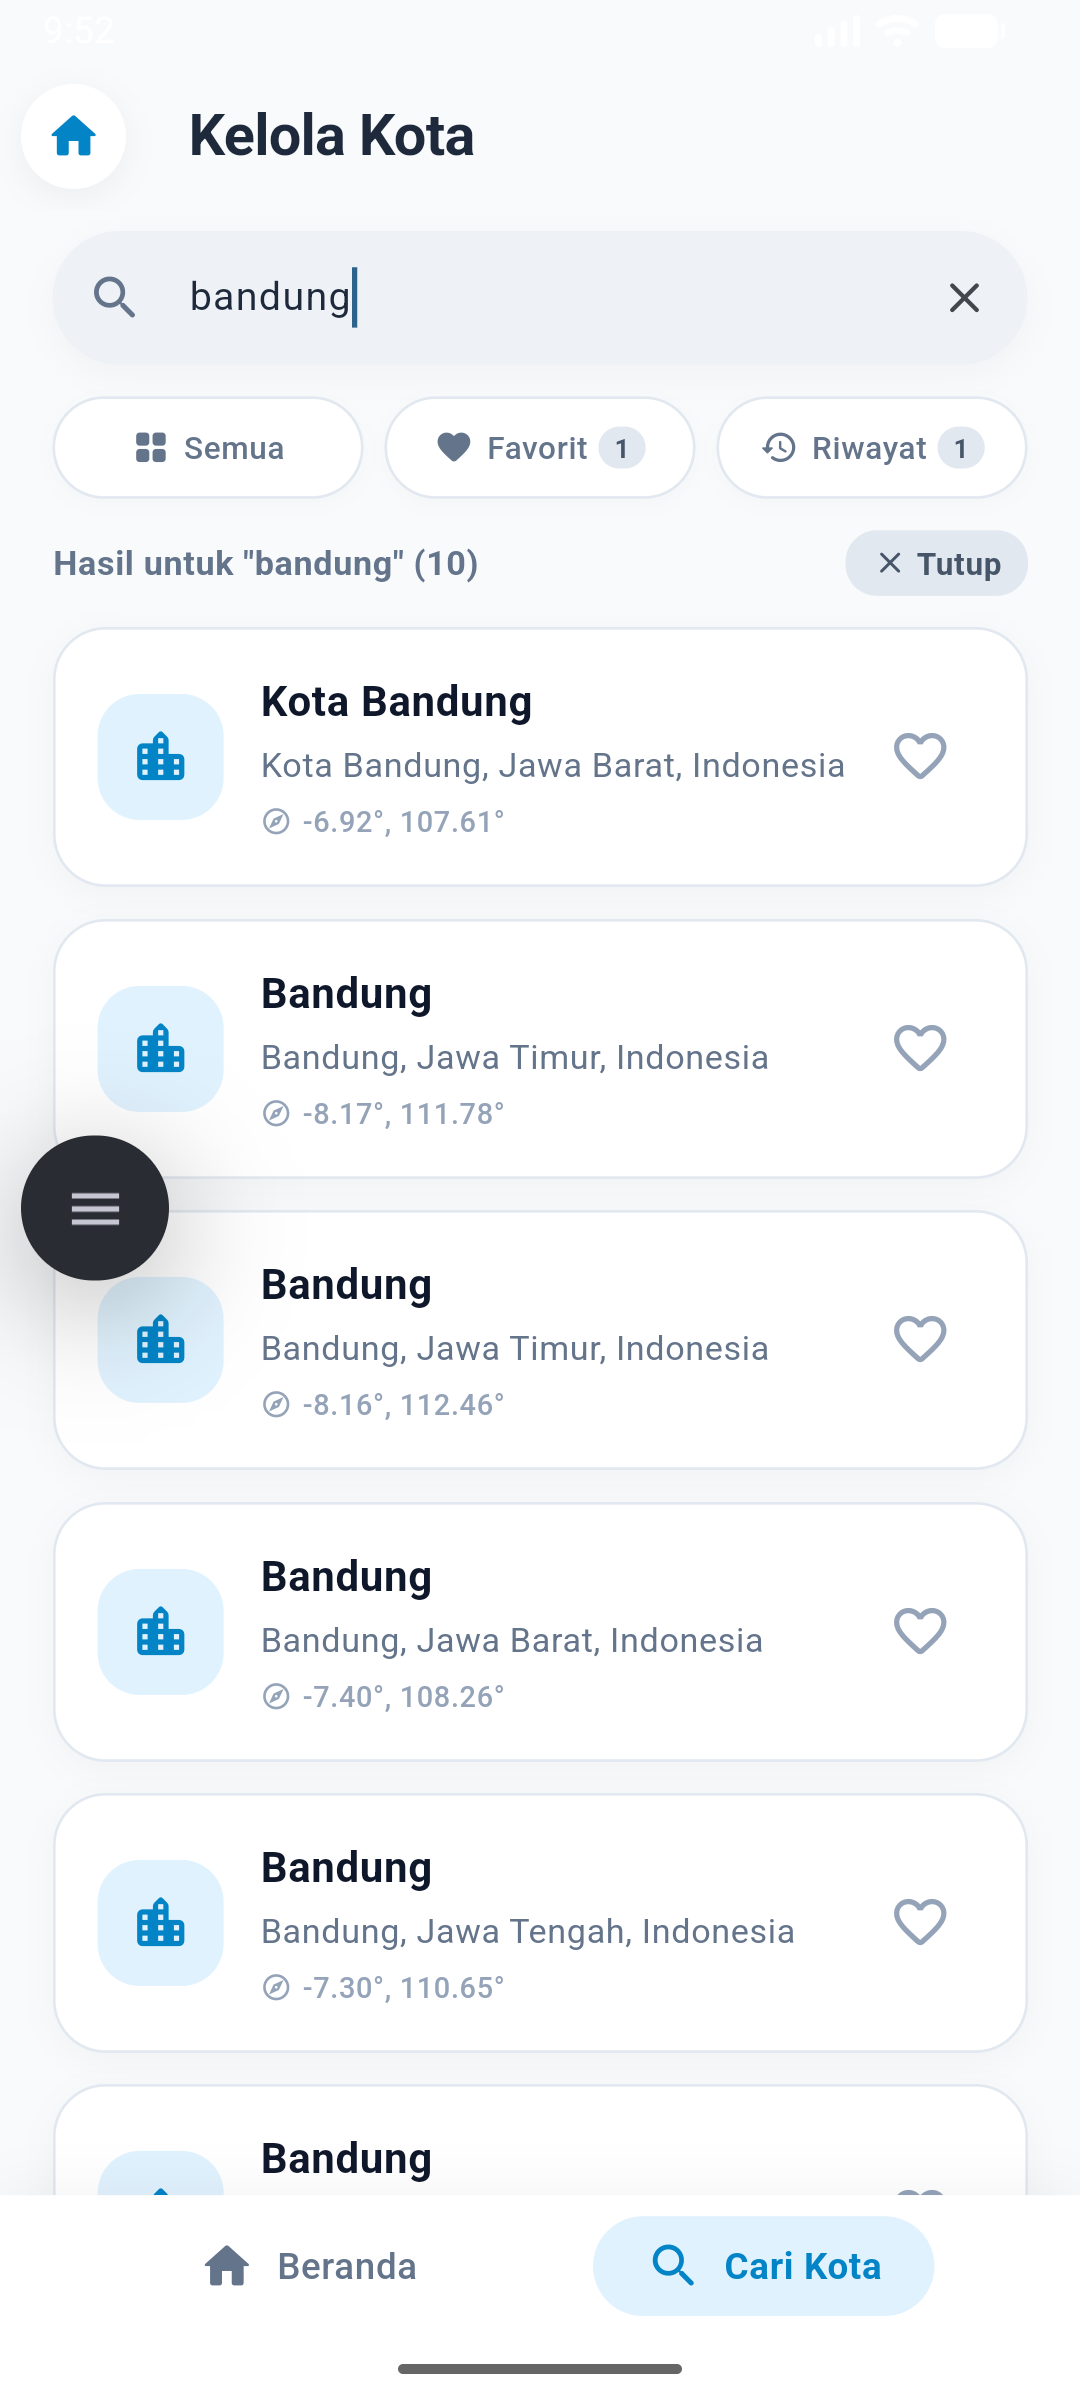 9:52
Kelola Kota
bandung
Semua
Favorit 1
Riwayat 1
Hasil untuk "bandung" (10)
Tutup
Kota Bandung
Kota Bandung, Jawa Barat, Indonesia
-6.92°, 107.61°
Bandung
Bandung, Jawa Timur, Indonesia
-8.17°, 111.78°
Bandung
Bandung, Jawa Timur, Indonesia
-8.16°, 112.46°
Bandung
Bandung, Jawa Barat, Indonesia
-7.40°, 108.26°
Bandung
Bandung, Jawa Tengah, Indonesia
-7.30°, 110.65°
Bandung
Beranda
Cari Kota